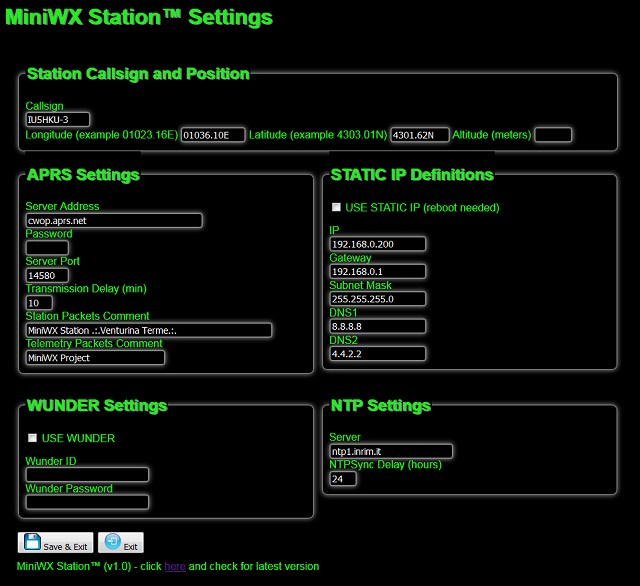 MiniWX Station™ Settings
Station Callsign and Position
Callsign
IU5HKU-3
Longitude (example 01023.16E) 01036.10E Latitude (example 4303.01N) 4301.62N Altitude (meters)
APRS Settings
Server Address
cwop.aprs.net
Password
Server Port
14580
Transmission Delay (min)
10
Station Packets Comment
MiniWX Station .:.Venturina Terme.:.
Telemetry Packets Comment
MiniWX Project
STATIC IP Definitions
USE STATIC IP (reboot needed)
IP
192.168.0.200
Gateway
192.168.0.1
Subnet Mask
255.255.255.0
DNS1
8.8.8.8
DNS2
4.4.2.2
WUNDER Settings
USE WUNDER
Wunder ID
Wunder Password
NTP Settings
Server
ntp1.inrim.it
NTPSync Delay (hours)
24
Save & Exit Exit
MiniWX Station™ (v1.0) - click here and check for latest version